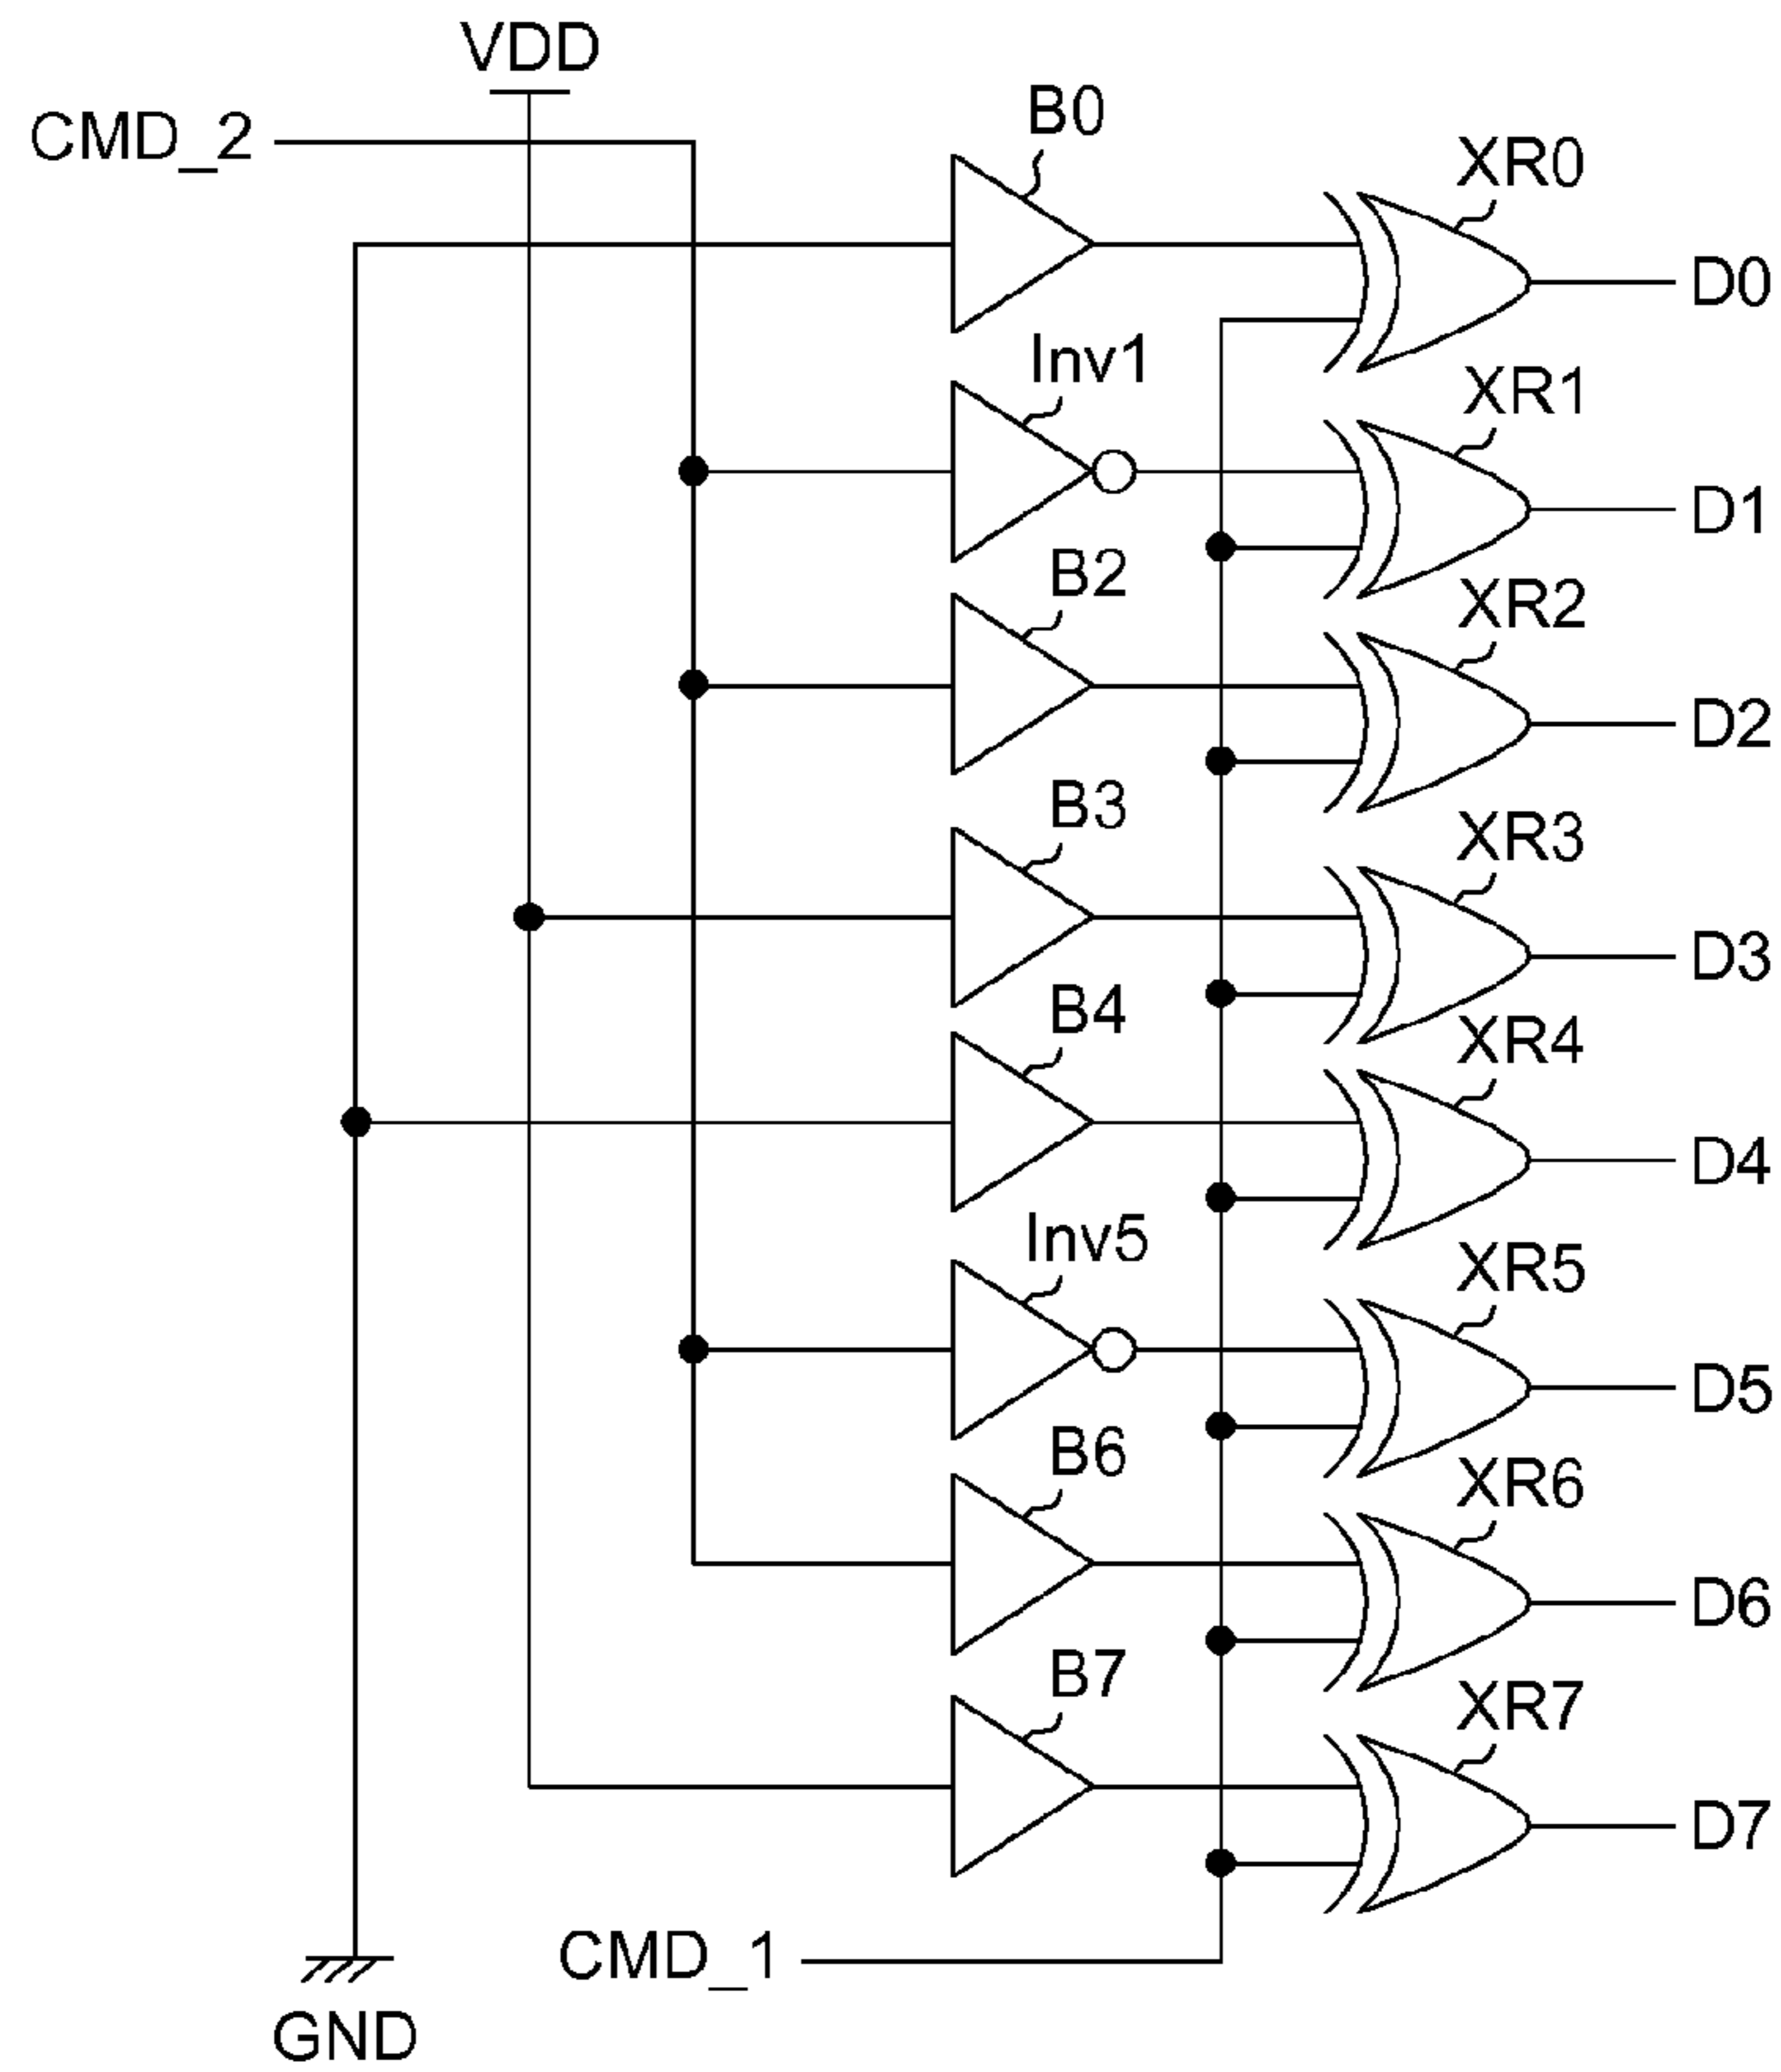 VDD
CMD_2
B0
XR0
D0
Inv1
XR1
D1
B2
XR2
D2
B3
XR3
D3
B4
XR4
D4
Inv5
XR5
D5
B6
XR6
D6
B7
XR7
D7
CMD_1
GND